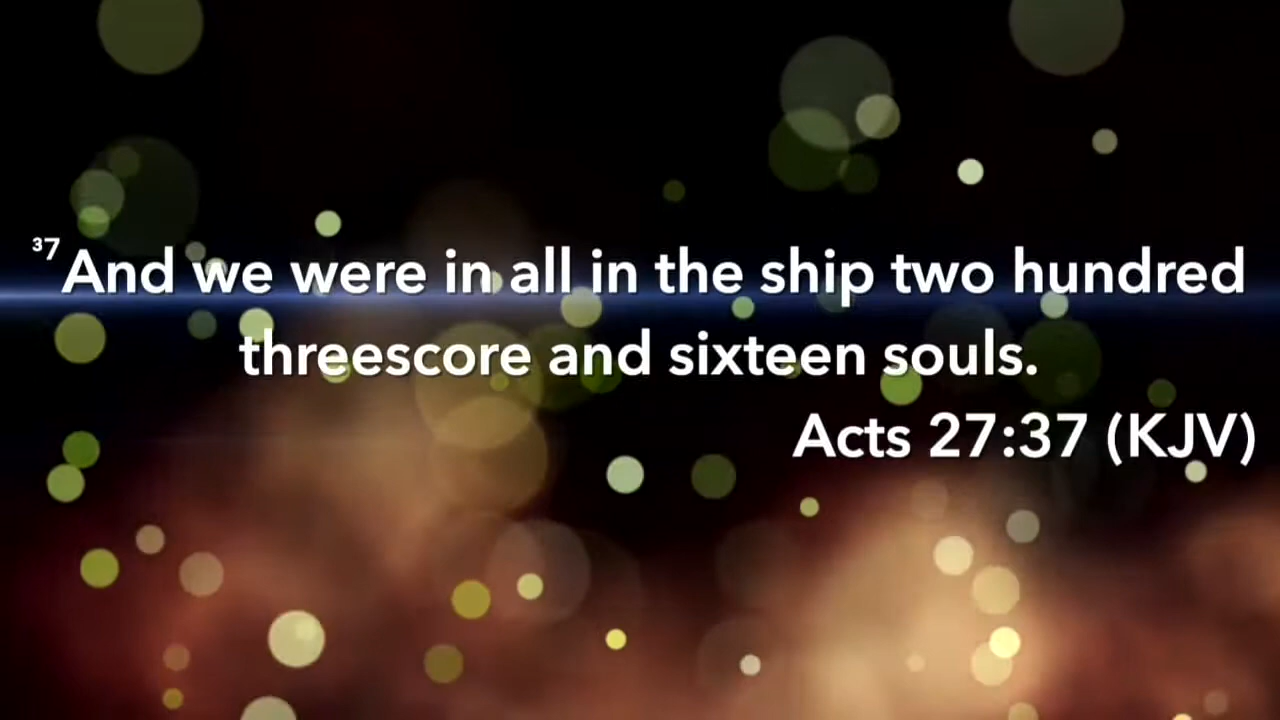 ³⁷And we were in all in the ship two hundred
threescore and sixteen souls.
Acts 27:37 (KJV)